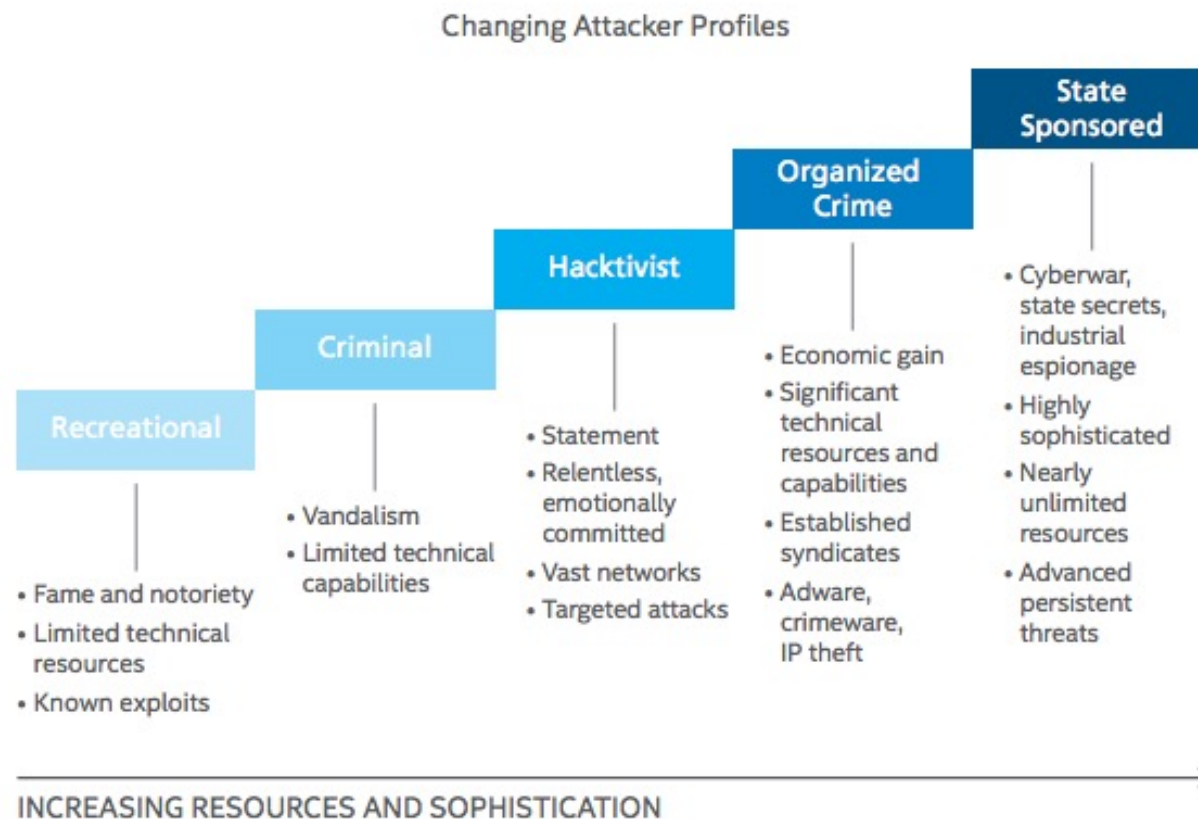 Changing Attacker Profiles
State
Sponsored
Organized
Crime
Hacktivist
Criminal
Recreational
• Fame and notoriety
• Limited technical
resources
• Known exploits
• Vandalism
• Limited technical
capabilities
• Statement
• Relentless,
emotionally
committed
• Vast networks
• Targeted attacks
• Economic gain
• Significant
technical
resources and
capabilities
• Established
syndicates
• Adware,
crimeware,
IP theft
• Cyberwar,
state secrets,
industrial
espionage
• Highly
sophisticated
• Nearly
unlimited
resources
• Advanced
persistent
threats
INCREASING RESOURCES AND SOPHISTICATION